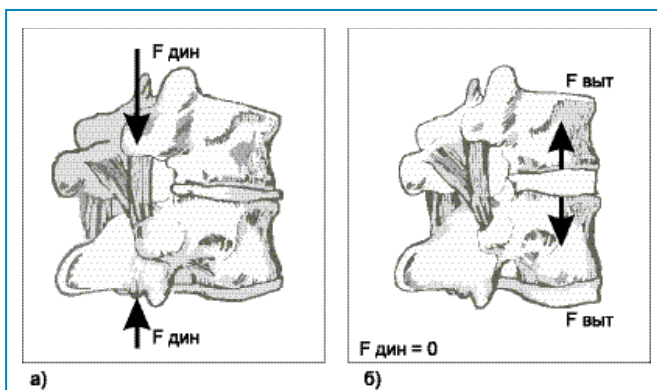 F дин
F дин
а)
F выт
F выт
F дин = 0
б)